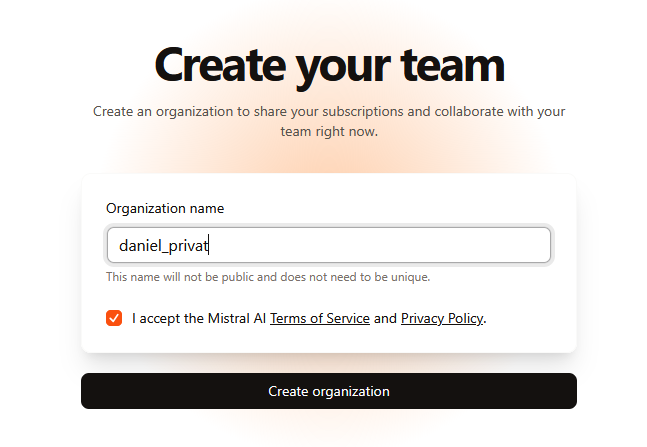 Create your team
Create an organization to share your subscriptions and collaborate with your
team right now.
Organization name
daniel_privat
This name will not be public and does not need to be unique.
I accept the Mistral AI Terms of Service and Privacy Policy.
Create organization